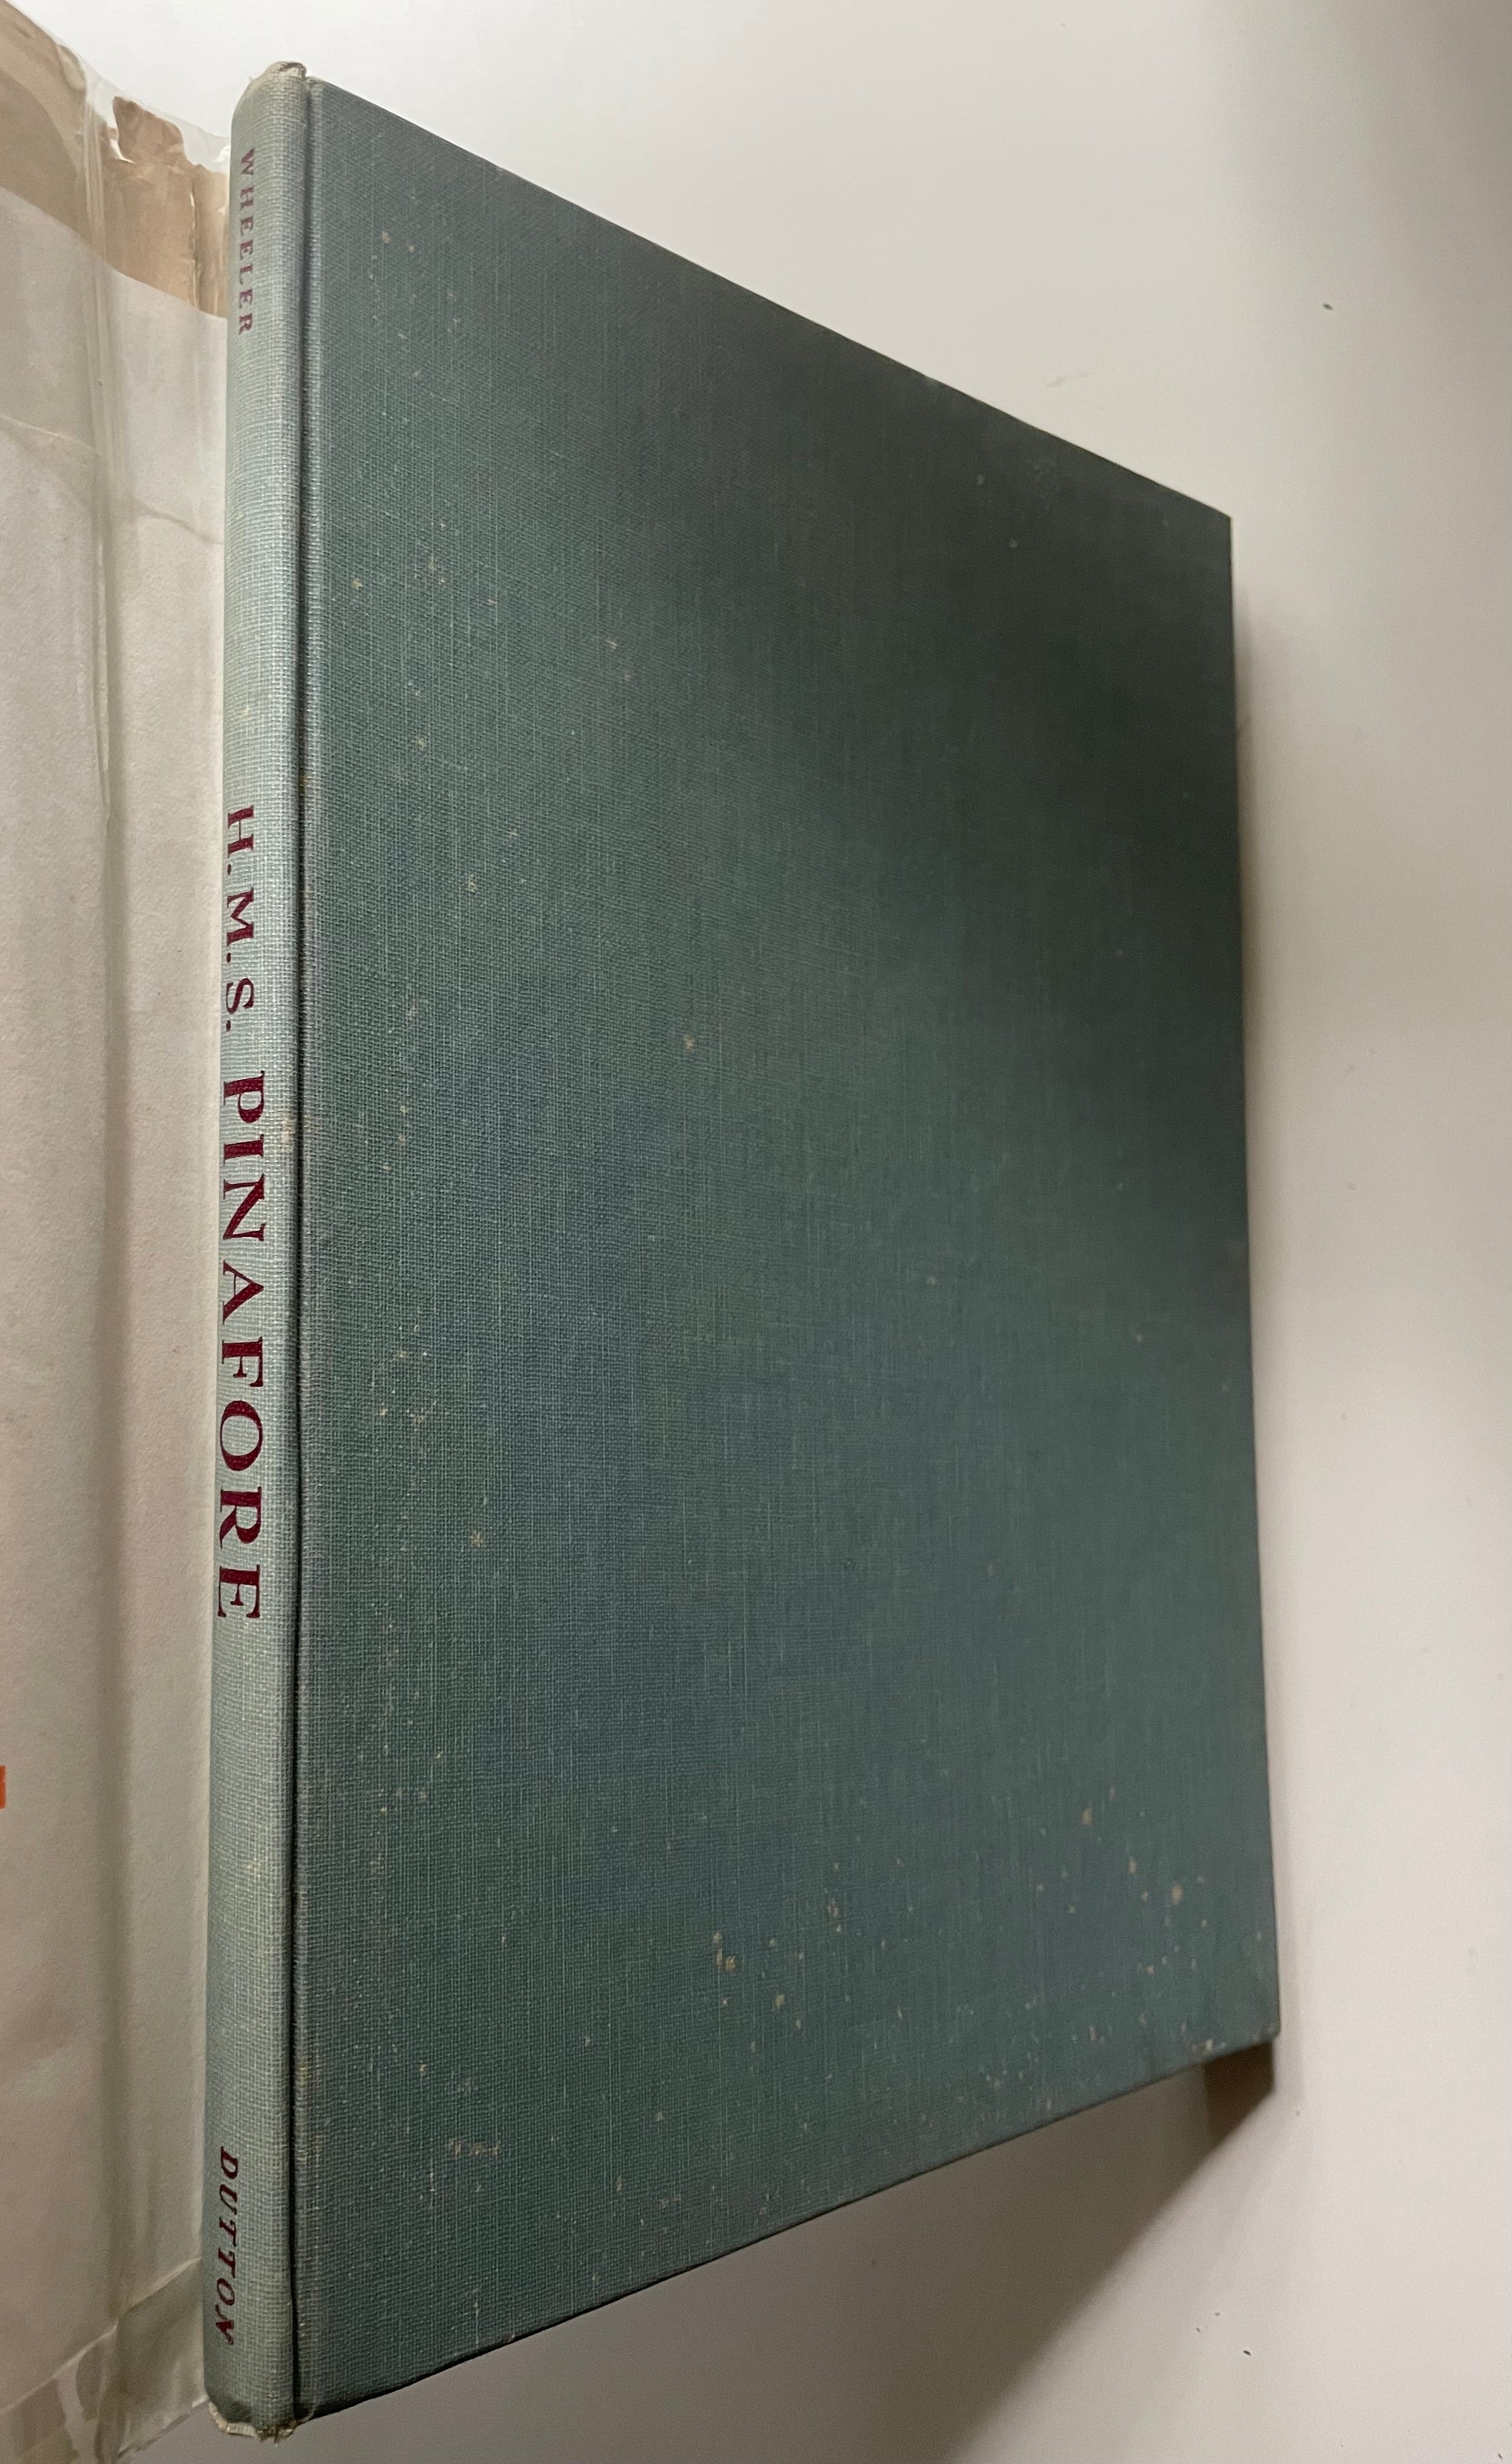 WHEELER
H.M.S. PINAFORE
DUTTON